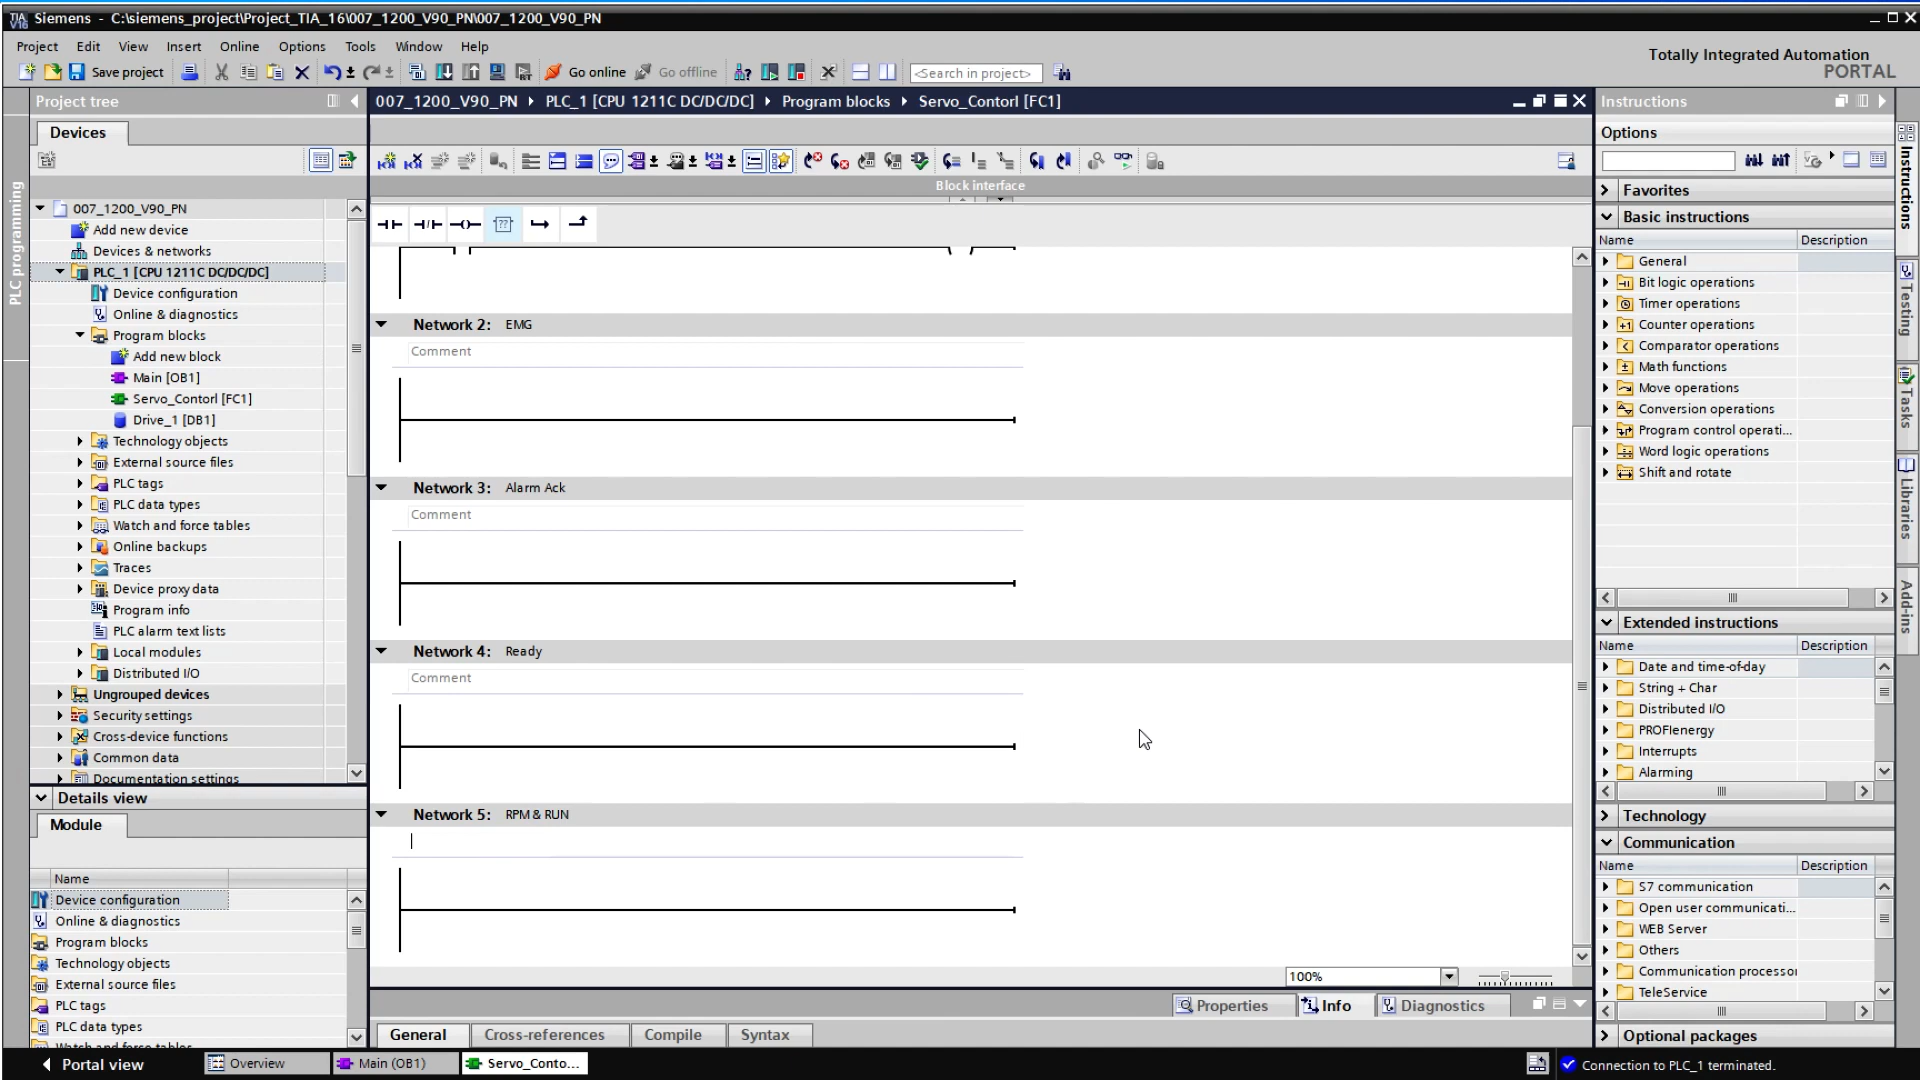 Siemens - C:\siemens_project\Project_TIA_16\007_1200_V90_PN\007_1200_V90_PN
Project Edit View Insert Online Options Tools Window Help
Totally Integrated Automation
PORTAL
Save project
Go online
Go offline
<Search in project>
Project tree
007_1200_V90_PN
PLC_1 [CPU 1211C DC/DC/DC]
Program blocks
Servo_Contorl [FC1]
Instructions
Devices
Options
Block interface
PLC programming
007_1200_V90_PN
Add new device
Devices & networks
PLC_1 [CPU 1211C DC/DC/DC]
Device configuration
Online & diagnostics
Program blocks
Add new block
Main [OB1]
Servo_Contorl [FC1]
Drive_1 [DB1]
Technology objects
External source files
PLC tags
PLC data types
Watch and force tables
Online backups
Traces
Device proxy data
Program info
PLC alarm text lists
Local modules
Distributed I/O
Ungrouped devices
Security settings
Cross-device functions
Common data
Documentation settings
Details view
Module
Name
Device configuration
Online & diagnostics
Program blocks
Technology objects
External source files
PLC tags
PLC data types
Watch and force tables
??
Network 2: EMG
Comment
Network 3: Alarm Ack
Comment
Network 4: Ready
Comment
Network 5: RPM & RUN
100%
Properties
Info
Diagnostics
General
Cross-references
Compile
Syntax
Favorites
Basic instructions
Name Description
General
Bit logic operations
Timer operations
Counter operations
Comparator operations
Math functions
Move operations
Conversion operations
Program control operati...
Word logic operations
Shift and rotate
Extended instructions
Name Description
Date and time-of-day
String + Char
Distributed I/O
PROFIenergy
Interrupts
Alarming
Technology
Communication
Name Description
S7 communication
Open user communicati...
WEB Server
Others
Communication processor
TeleService
Optional packages
Instructions
Testing
Tasks
Libraries
Add-ins
Portal view
Overview
Main (OB1)
Servo_Conto...
Connection to PLC_1 terminated.